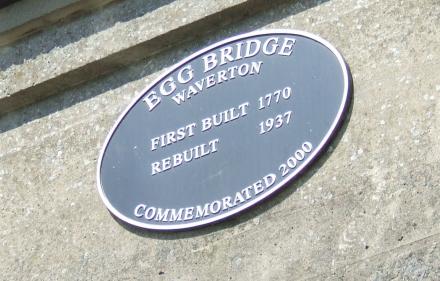 EGG BRIDGE
WAVERTON
FIRST BUILT 1770
REBUILT 1937
COMMEMORATED 2000